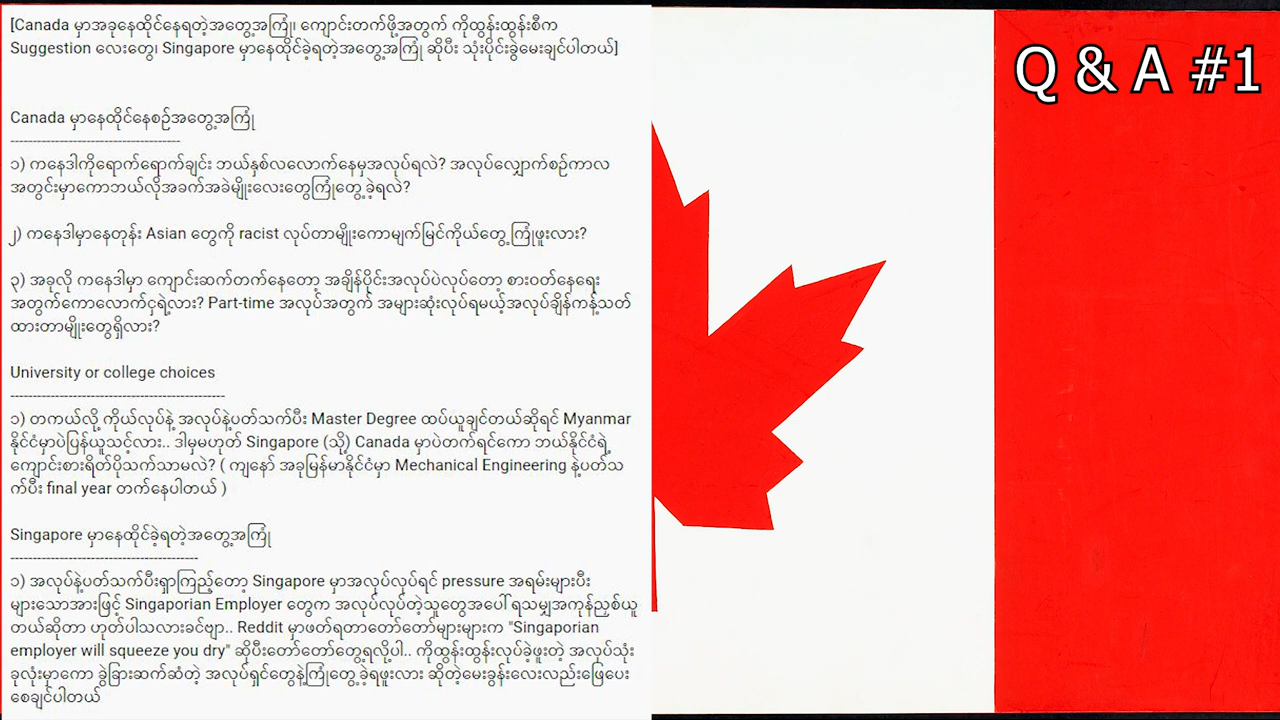 [Canada မှာအခုနေထိုင်နေရတဲ့အတွေ့အကြုံ၊ ကျောင်းတက်ဖို့အတွက် ကိုထွန်းထွန်းစီက
Suggestion လေးတွေ၊ Singapore မှာနေထိုင်ခဲ့ရတဲ့အတွေ့အကြုံ ဆိုပီး သုံးပိုင်းခွဲမေးချင်ပါတယ်]
Q & A #1
Canada မှာနေထိုင်နေစဉ်အတွေ့အကြုံ
----------------------------------------
၁) ကနေဒါကိုရောက်ရောက်ချင်း ဘယ်နှစ်လလောက်နေမှအလုပ်ရလဲ? အလုပ်လျှောက်စဉ်ကာလ
အတွင်းမှာကောဘယ်လိုအခက်အခဲမျိုးလေးတွေကြုံတွေ့ခဲ့ရလဲ?
၂) ကနေဒါမှာနေတုန်း Asian တွေကို racist လုပ်တာမျိုးကောမျက်မြင်ကိုယ်တွေ့ကြုံဖူးလား?
၃) အခုလို ကနေဒါမှာ ကျောင်းဆက်တက်နေတော့ အချိန်ပိုင်းအလုပ်ပဲလုပ်တော့ စားဝတ်နေရေး
အတွက်ကောလောက်ငှရဲ့လား? Part-time အလုပ်အတွက် အများဆုံးလုပ်ရမယ့်အလုပ်ချိန်ကန့်သတ်
ထားတာမျိုးတွေရှိလား?
University or college choices
--------------------------------------------------
၁) တကယ်လို့ ကိုယ်လုပ်နဲ့ အလုပ်နဲ့ပတ်သက်ပီး Master Degree ထပ်ယူချင်တယ်ဆိုရင် Myanmar
နိုင်ငံမှာပဲပြန်ယူသင့်လား.. ဒါမှမဟုတ် Singapore (သို့) Canada မှာပဲတက်ရင်ကော ဘယ်နိုင်ငံရဲ့
ကျောင်းစားရိတ်ပိုသက်သာမလဲ? ( ကျနော် အခုမြန်မာနိုင်ငံမှာ Mechanical Engineering နဲ့ပတ်သ
က်ပီး final year တက်နေပါတယ် )
Singapore မှာနေထိုင်ခဲ့ရတဲ့အတွေ့အကြုံ
--------------------------------------------
၁) အလုပ်နဲ့ပတ်သက်ပီးရှာကြည့်တော့ Singapore မှာအလုပ်လုပ်ရင် pressure အရမ်းများပီး
များသောအားဖြင့် Singaporian Employer တွေက အလုပ်လုပ်တဲ့သူတွေအပေါ် ရသမျှအကုန်ညှစ်ယူ
တယ်ဆိုတာ ဟုတ်ပါသလားခင်ဗျာ.. Reddit မှာဖတ်ရတာတော်တော်များများက "Singaporian
employer will squeeze you dry" ဆိုပီးတော်တော်တွေ့ရလို့ပါ.. ကိုထွန်းထွန်းလုပ်ခဲ့ဖူးတဲ့ အလုပ်သုံး
ခုလုံးမှာကော ခွဲခြားဆက်ဆံတဲ့ အလုပ်ရှင်တွေနဲ့ကြုံတွေ့ခဲ့ရဖူးလား ဆိုတဲ့မေးခွန်းလေးလည်းဖြေပေး
စေချင်ပါတယ်